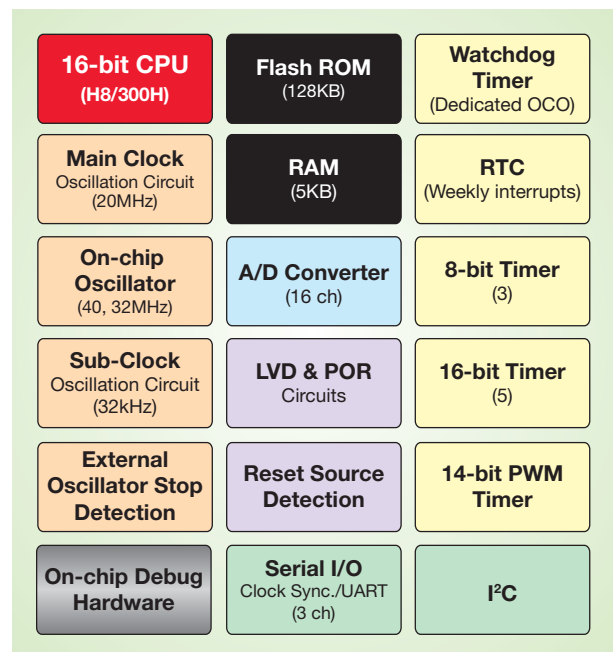 16-bit CPU
(H8/300H)
Flash ROM
(128KB)
Watchdog
Timer
(Dedicated OCO)
Main Clock
Oscillation Circuit
(20MHz)
RAM
(5KB)
RTC
(Weekly interrupts)
On-chip
Oscillator
(40, 32MHz)
A/D Converter
(16 ch)
8-bit Timer
(3)
Sub-Clock
Oscillation Circuit
(32kHz)
LVD & POR
Circuits
16-bit Timer
(5)
External
Oscillator Stop
Detection
Reset Source
Detection
14-bit PWM
Timer
On-chip Debug
Hardware
Serial I/O
Clock Sync./UART
(3 ch)
I²C